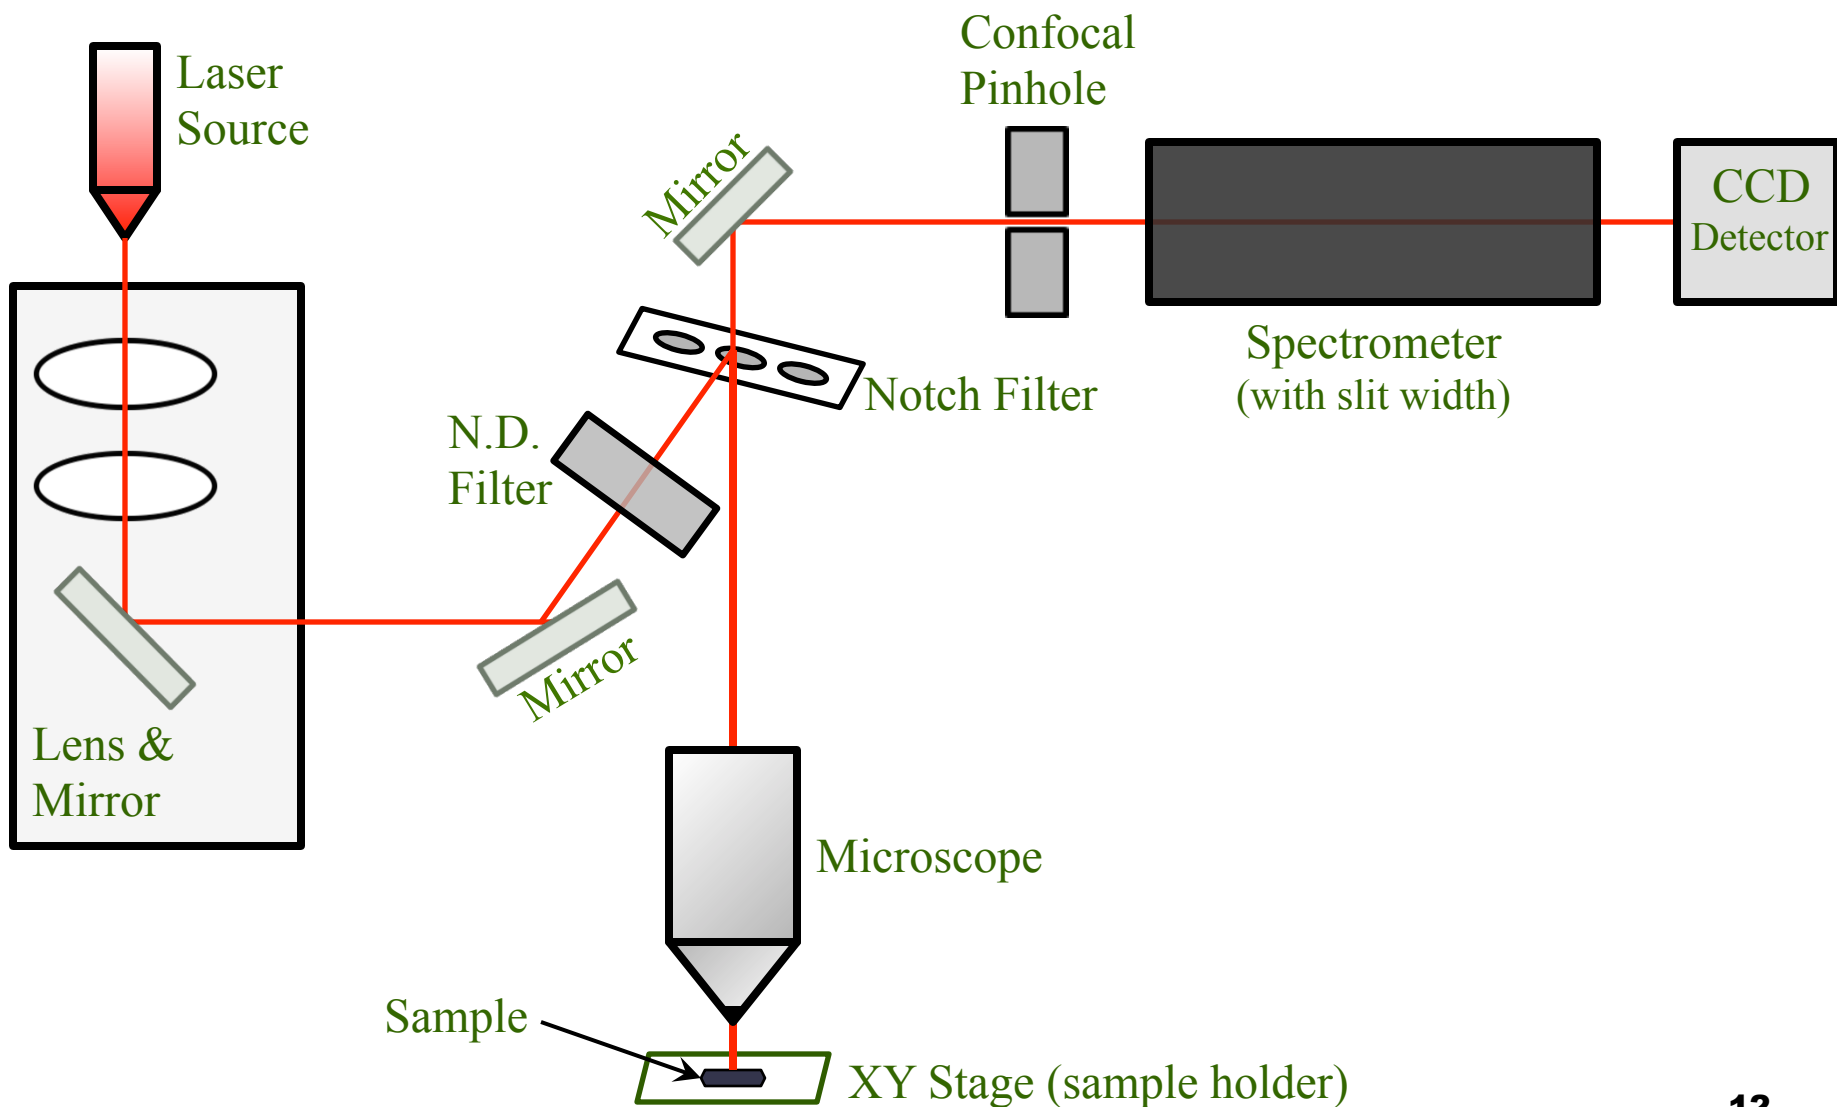 Laser
Source
Confocal
Pinhole
Mirror
CCD
Detector
Spectrometer
(with slit width)
Notch Filter
N.D.
Filter
Mirror
Lens &
Mirror
Microscope
Sample
XY Stage (sample holder)